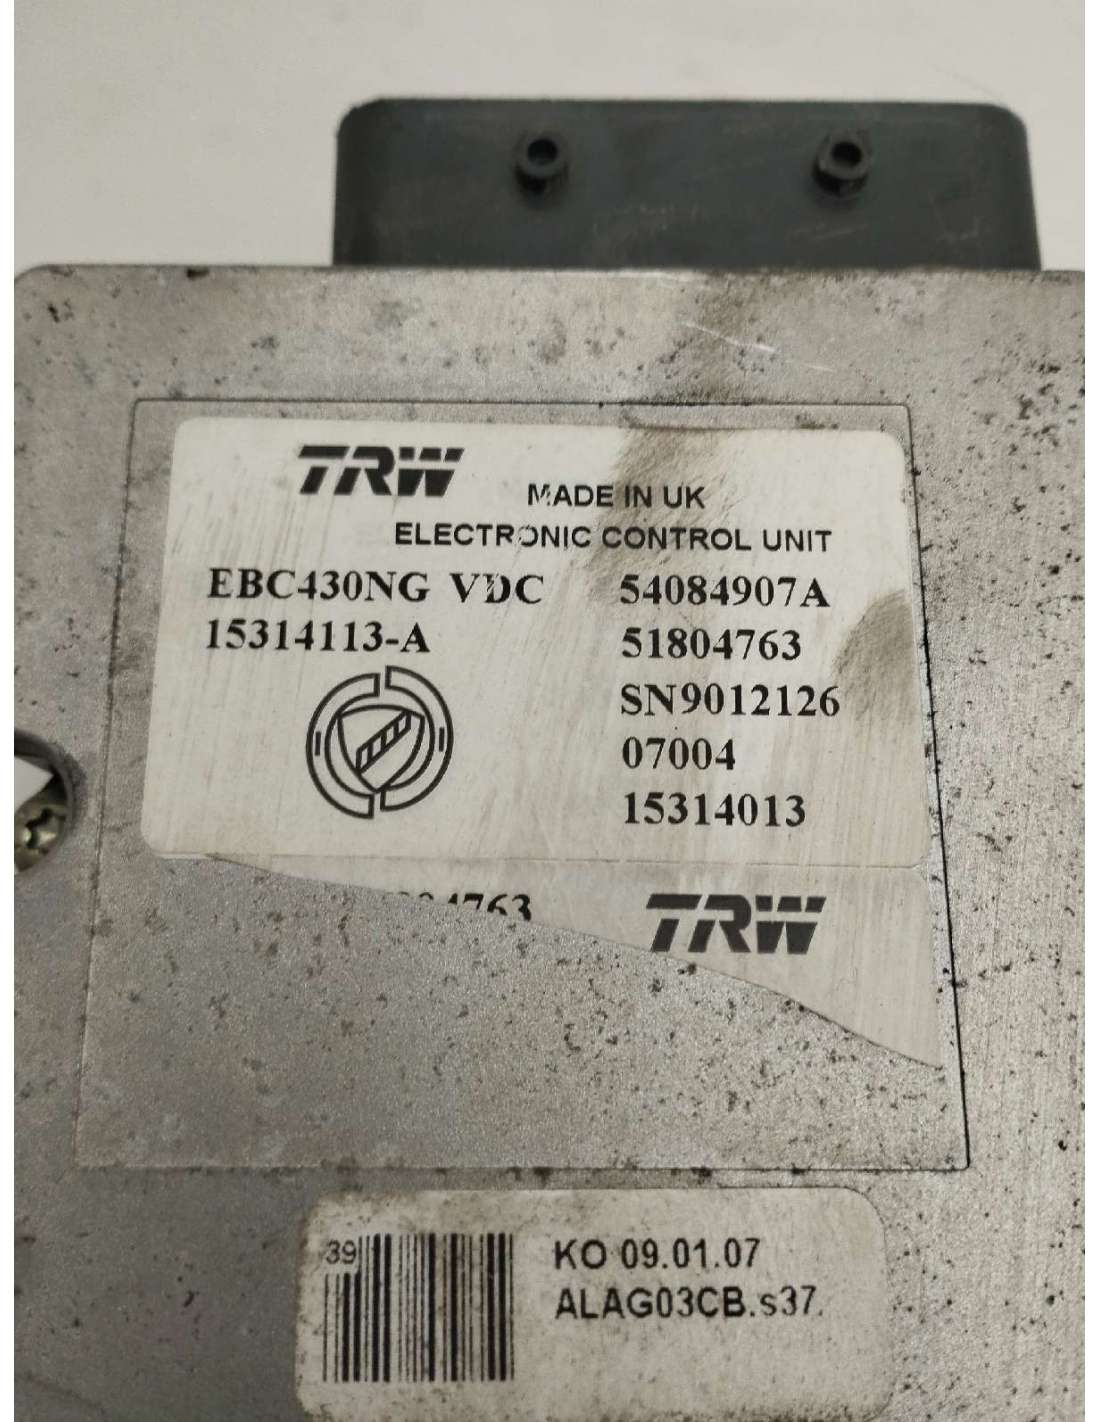 TRW
MADE IN UK
ELECTRONIC CONTROL UNIT
EBC430NG VDC 54084907A
15314113-A 51804763
SN9012126
07004
15314013
4763
TRW
39
KO 09.01.07
ALAG03CB.s37.